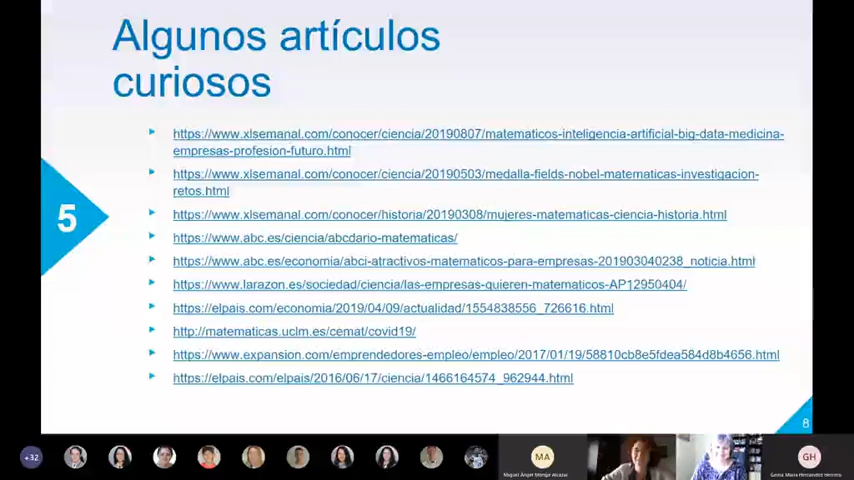 Algunos artículos
curiosos
https://www.xlsemanal.com/conocer/ciencia/20190807/matematicos-inteligencia-artificial-big-data-medicina-
empresas-profesion-futuro.html
https://www.xlsemanal.com/conocer/ciencia/20190503/medalla-fields-nobel-matematicas-investigacion-
retos.html
https://www.xlsemanal.com/conocer/historia/20190308/mujeres-matematicas-ciencia-historia.html
5
https://www.abc.es/ciencia/abcdario-matematicas/
https://www.abc.es/economia/abci-atractivos-matematicos-para-empresas-201903040238_noticia.html
https://www.larazon.es/sociedad/ciencia/las-empresas-quieren-matematicos-AP12950404/
https://elpais.com/economia/2019/04/09/actualidad/1554838556_726616.html
http://matematicas.uclm.es/cemat/covid19/
https://www.expansion.com/emprendedores-empleo/empleo/2017/01/19/58810cb8e5fdea584d8b4656.html
https://elpais.com/elpais/2016/06/17/ciencia/1466164574_962944.html
8
+32
MA
GH
Miguel Ángel
Gema Maria Hernandez Herrero